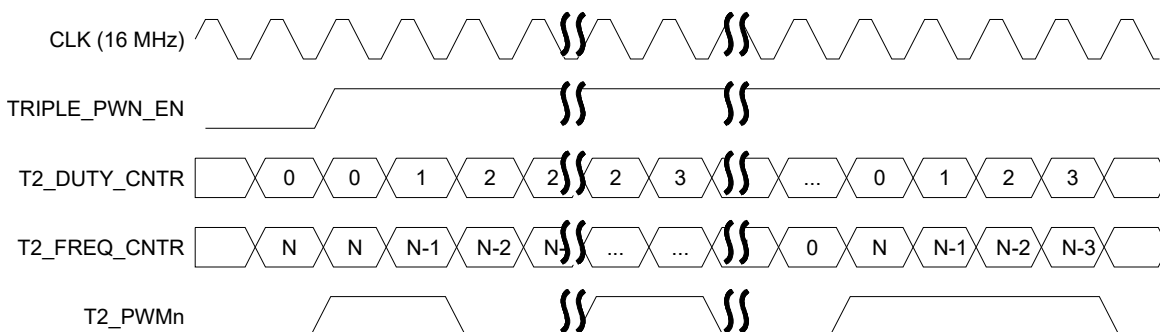 CLK (16 MHz)
TRIPLE_PWN_EN
T2_DUTY_CNTR 0 0 1 2 2 2 3 ... 0 1 2 3
T2_FREQ_CNTR N N N-1 N-2 N- ... ... 0 N N-1 N-2 N-3
T2_PWMn